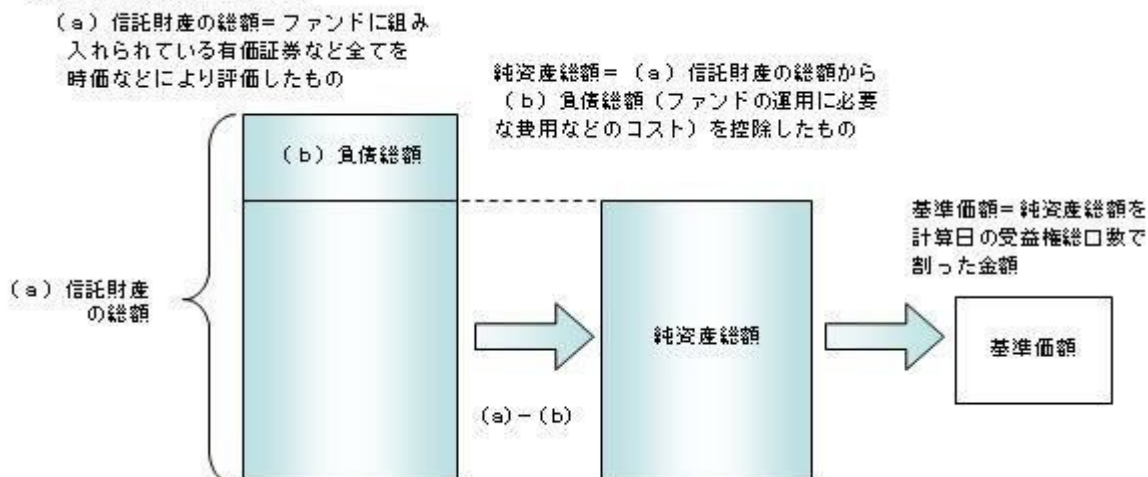 (a)信託財産の総額=ファンドに組み
入れられている有価証券など全てを
時価などにより評価したもの
純資産総額=(a)信託財産の総額から
(b)負債総額(ファンドの運用に必要
な費用などのコスト)を控除したもの
(b)負債総額
基準価額=純資産総額を
計算日の受益権総口数で
割った金額
(a)信託財産
の総額
純資産総額
基準価額
(a)-(b)